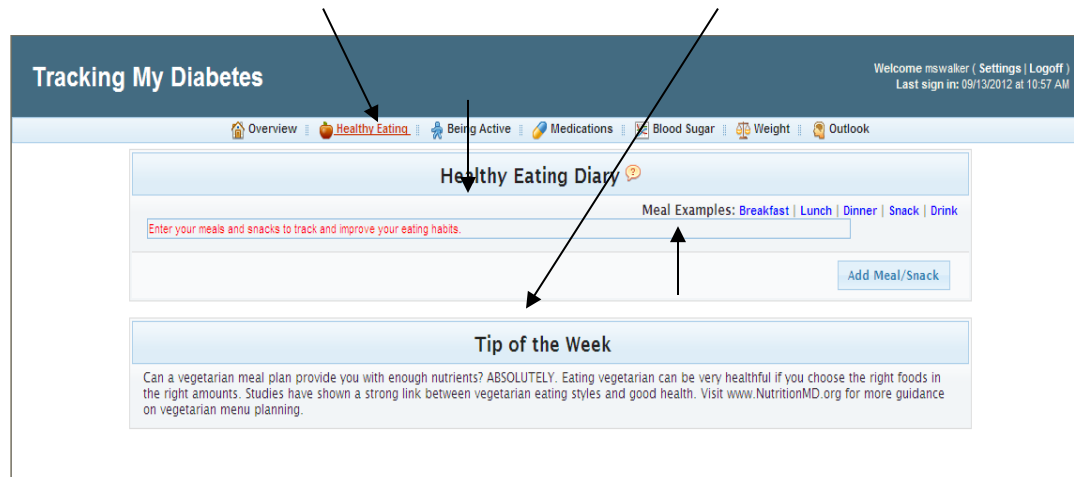 Tracking My Diabetes
Welcome mswalker ( Settings | Logoff )
Last sign in: 09/13/2012 at 10:57 AM
Overview Healthy Eating Being Active Medications Blood Sugar Weight Outlook
Healthy Eating Diary ?
Meal Examples: Breakfast | Lunch | Dinner | Snack | Drink
Enter your meals and snacks to track and improve your eating habits.
Add Meal/Snack
Tip of the Week
Can a vegetarian meal plan provide you with enough nutrients? ABSOLUTELY. Eating vegetarian can be very healthful if you choose the right foods in
the right amounts. Studies have shown a strong link between vegetarian eating styles and good health. Visit www.NutritionMD.org for more guidance
on vegetarian menu planning.